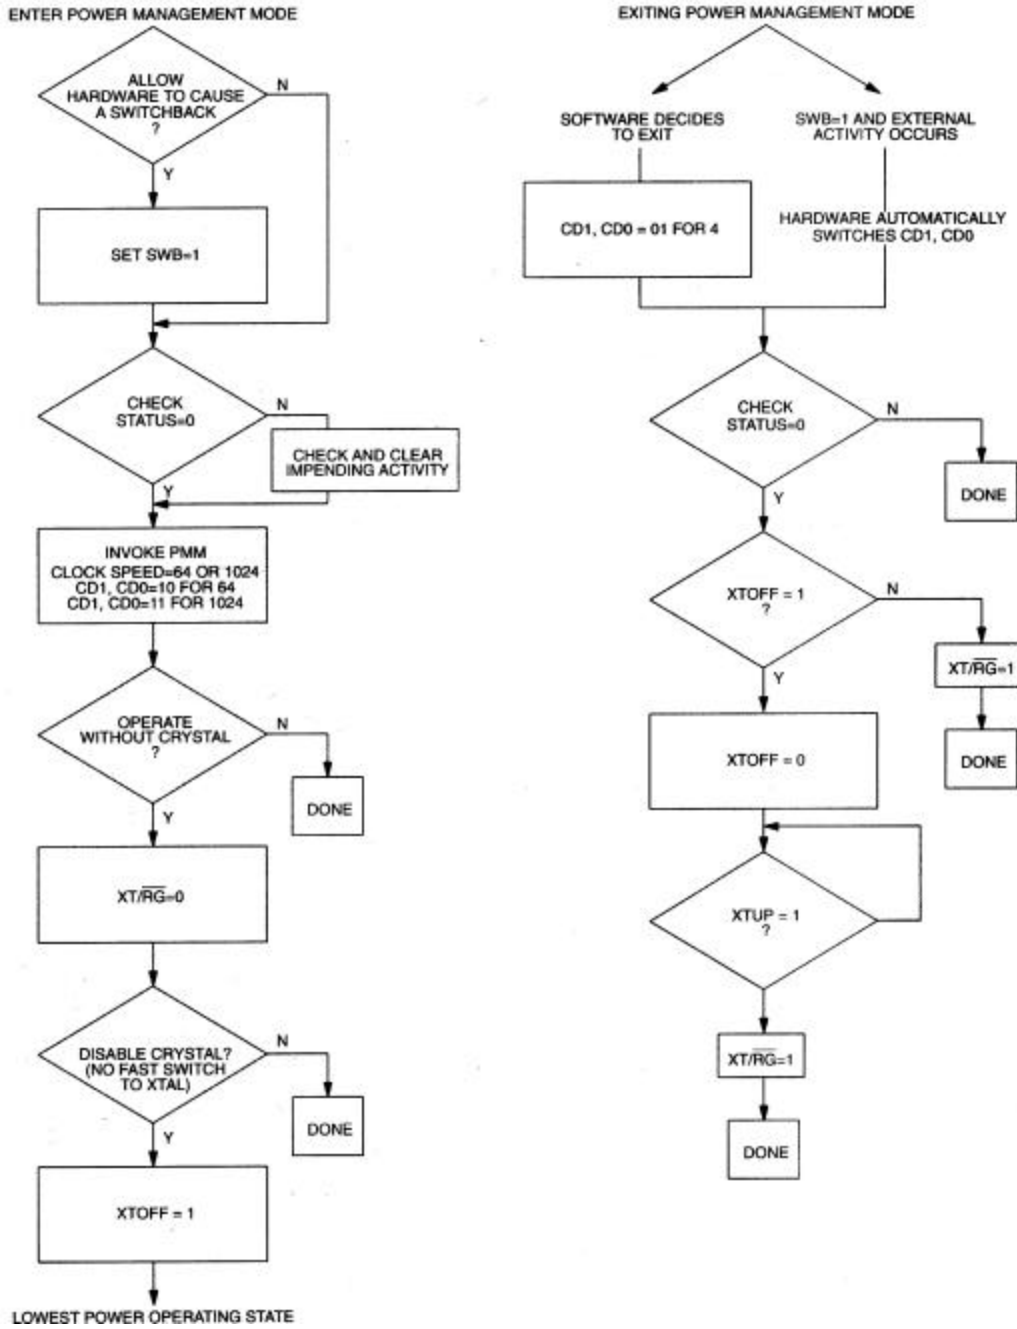 ENTER POWER MANAGEMENT MODE
ALLOW
HARDWARE TO CAUSE
A SWITCHBACK
?
N
Y
SET SWB=1
CHECK
STATUS=0
N
CHECK AND CLEAR
IMPENDING ACTIVITY
Y
INVOKE PMM
CLOCK SPEED=64 OR 1024
CD1, CD0=10 FOR 64
CD1, CD0=11 FOR 1024
OPERATE
WITHOUT CRYSTAL
?
N
DONE
Y
XT/R̅G̅=0
DISABLE CRYSTAL?
(NO FAST SWITCH
TO XTAL)
N
DONE
Y
XTOFF = 1
LOWEST POWER OPERATING STATE
EXITING POWER MANAGEMENT MODE
SOFTWARE DECIDES
TO EXIT
SWB=1 AND EXTERNAL
ACTIVITY OCCURS
CD1, CD0 = 01 FOR 4
HARDWARE AUTOMATICALLY
SWITCHES CD1, CD0
CHECK
STATUS=0
N
DONE
Y
XTOFF = 1
?
N
XT/R̅G̅=1
DONE
Y
XTOFF = 0
XTUP = 1
?
XT/R̅G̅=1
DONE